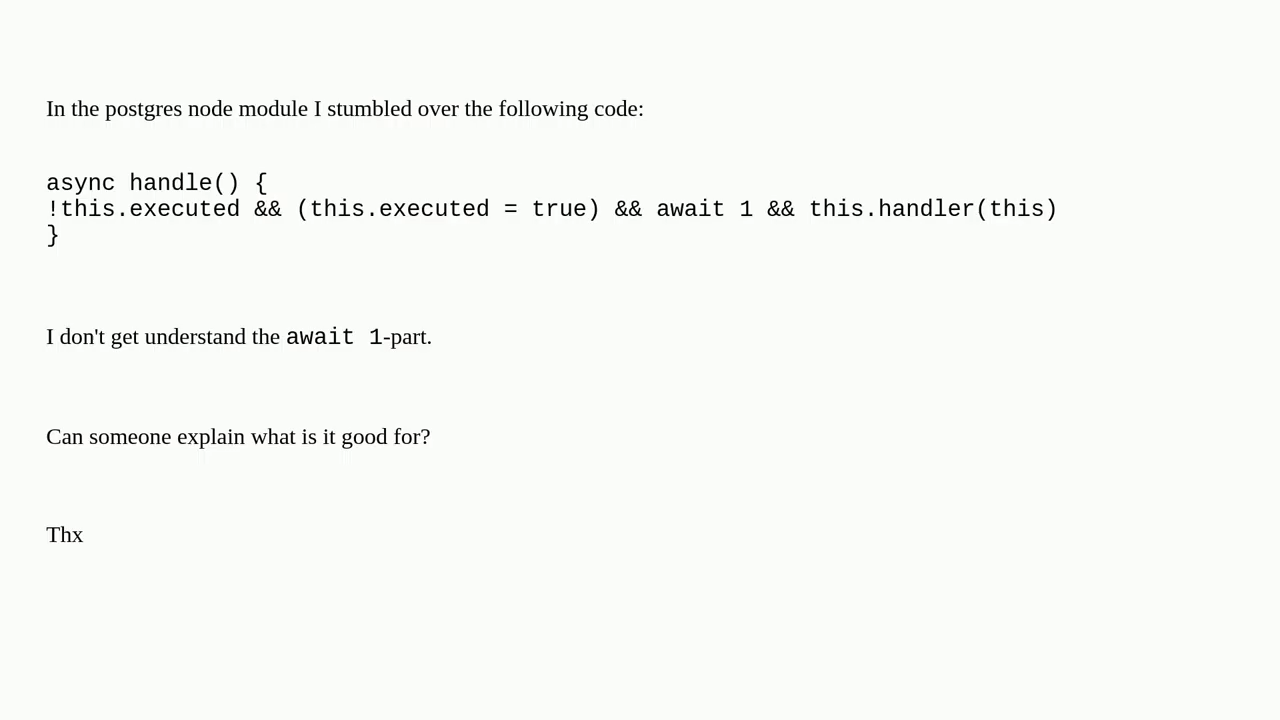 In the postgres node module I stumbled over the following code:
async handle() {
!this.executed && (this.executed = true) && await 1 && this.handler(this)
}
I don't get understand the await 1-part.
Can someone explain what is it good for?
Thx